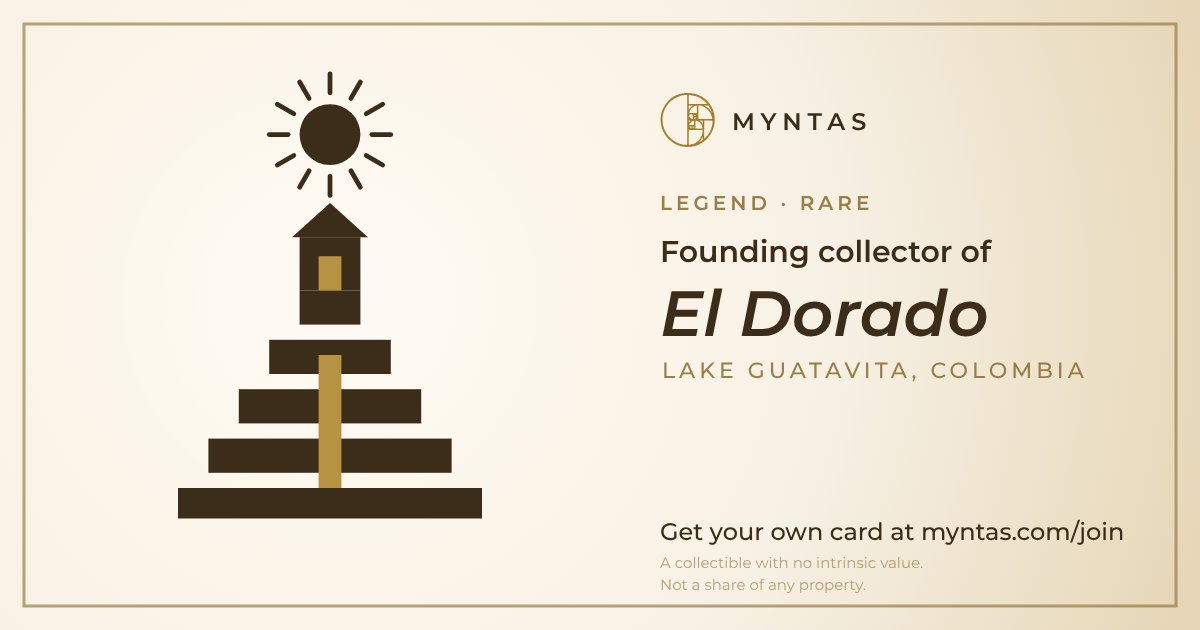 MYNTAS
LEGEND · RARE
Founding collector of
El Dorado
LAKE GUATAVITA, COLOMBIA
Get your own card at myntas.com/join
A collectible with no intrinsic value.
Not a share of any property.